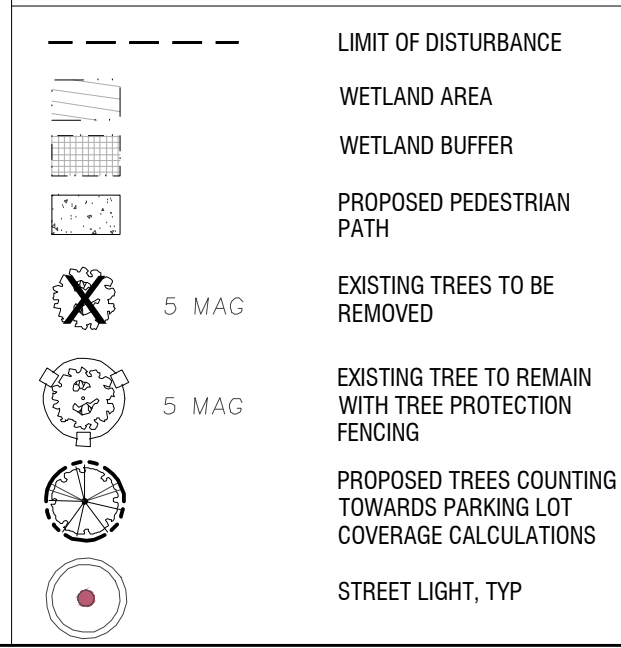 LIMIT OF DISTURBANCE
WETLAND AREA
WETLAND BUFFER
PROPOSED PEDESTRIAN
PATH
5 MAG
EXISTING TREES TO BE
REMOVED
5 MAG
EXISTING TREE TO REMAIN
WITH TREE PROTECTION
FENCING
PROPOSED TREES COUNTING
TOWARDS PARKING LOT
COVERAGE CALCULATIONS
STREET LIGHT, TYP